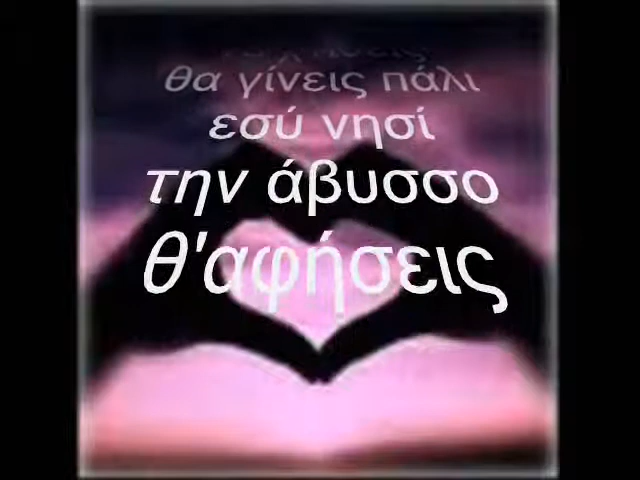 θα γίνεις πάλι
εσύ νησί
την άβυσσο
θ'αφήσεις